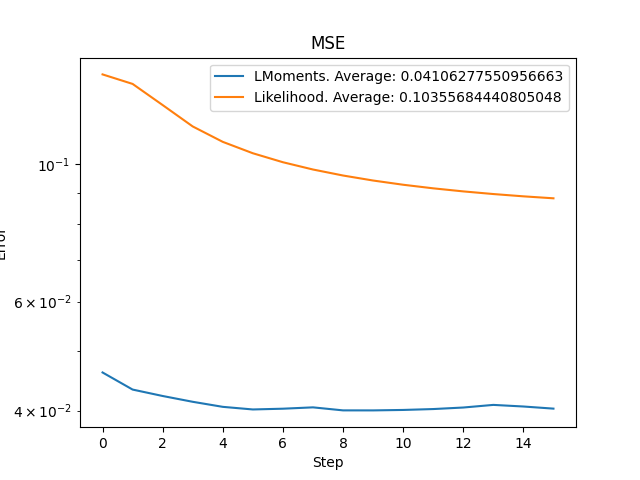 MSE
LMoments. Average: 0.04106277550956663
Likelihood. Average: 0.10355684440805048
10⁻¹
6 × 10⁻²
4 × 10⁻²
Error
0 2 4 6 8 10 12 14
Step